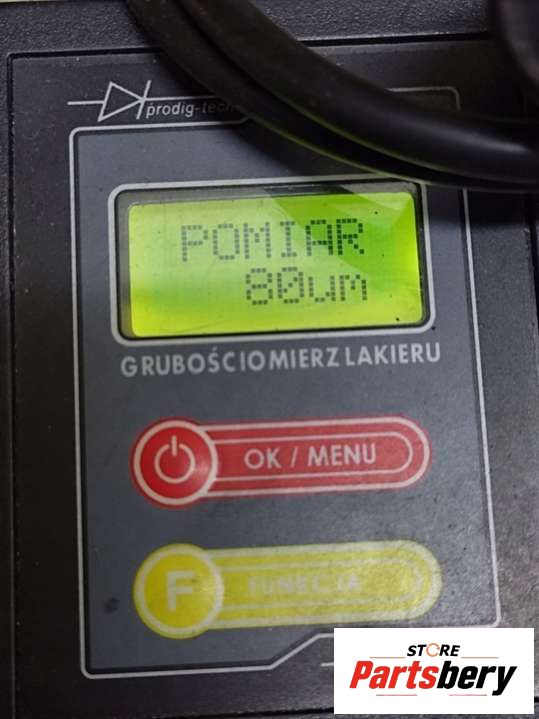 prodig-tech
POMIAR
80um
GRUBOŚCIOMIERZ LAKIERU
OK / MENU
F FUNKCJA
STORE
Partsbery